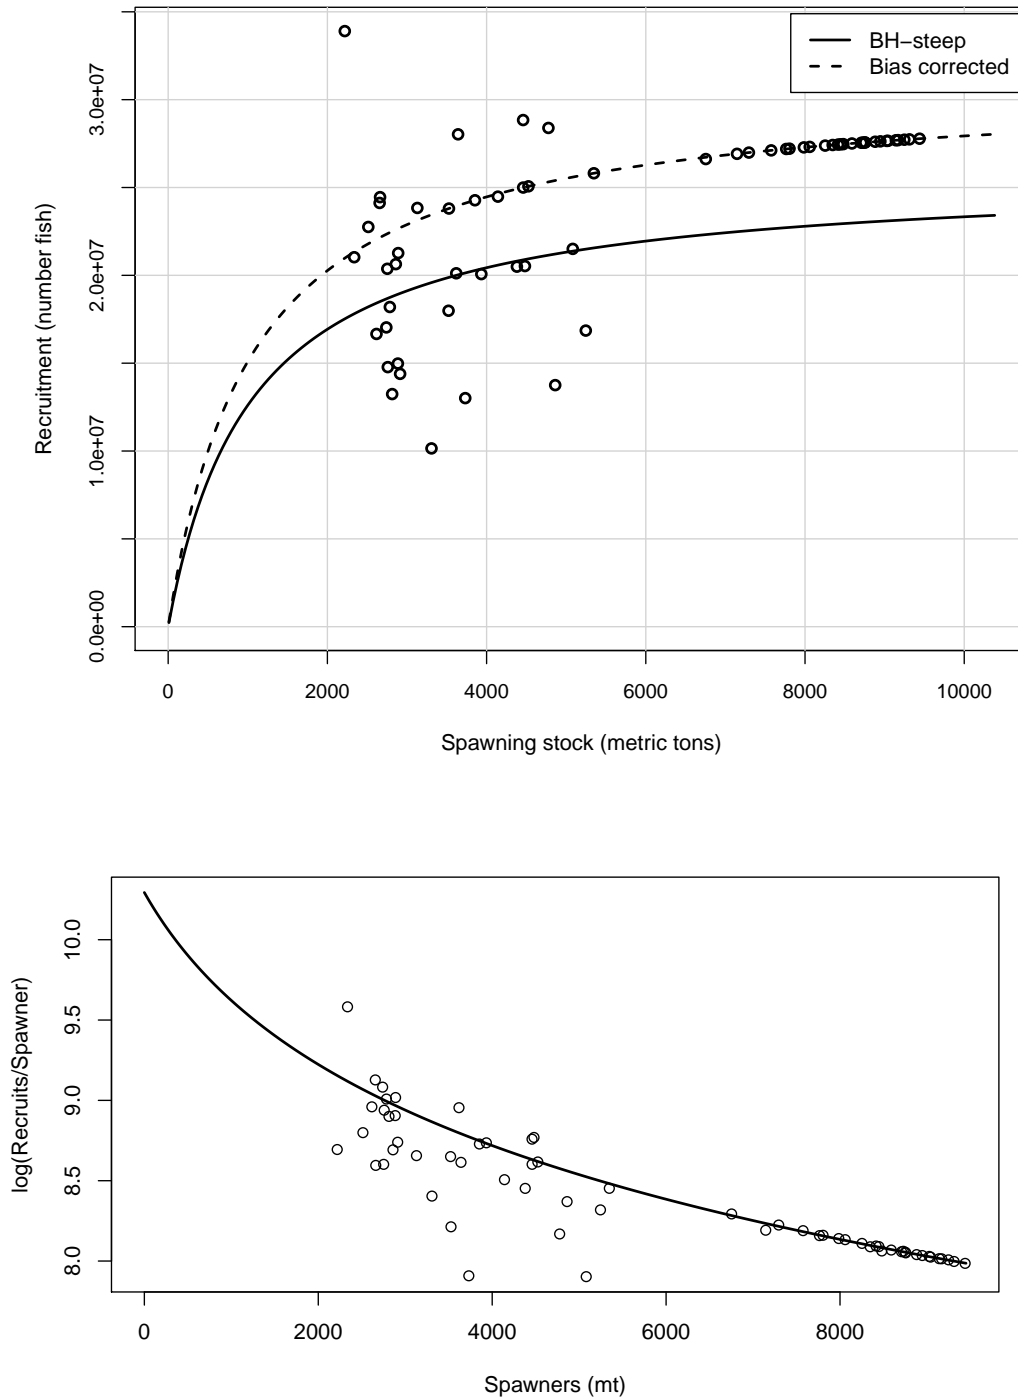 BH−steep
Bias corrected
Recruitment (number fish)
3.0e+07
2.0e+07
1.0e+07
0.0e+00
0 2000 4000 6000 8000 10000
Spawning stock (metric tons)
log(Recruits/Spawner)
10.0
9.5
9.0
8.5
8.0
0 2000 4000 6000 8000
Spawners (mt)